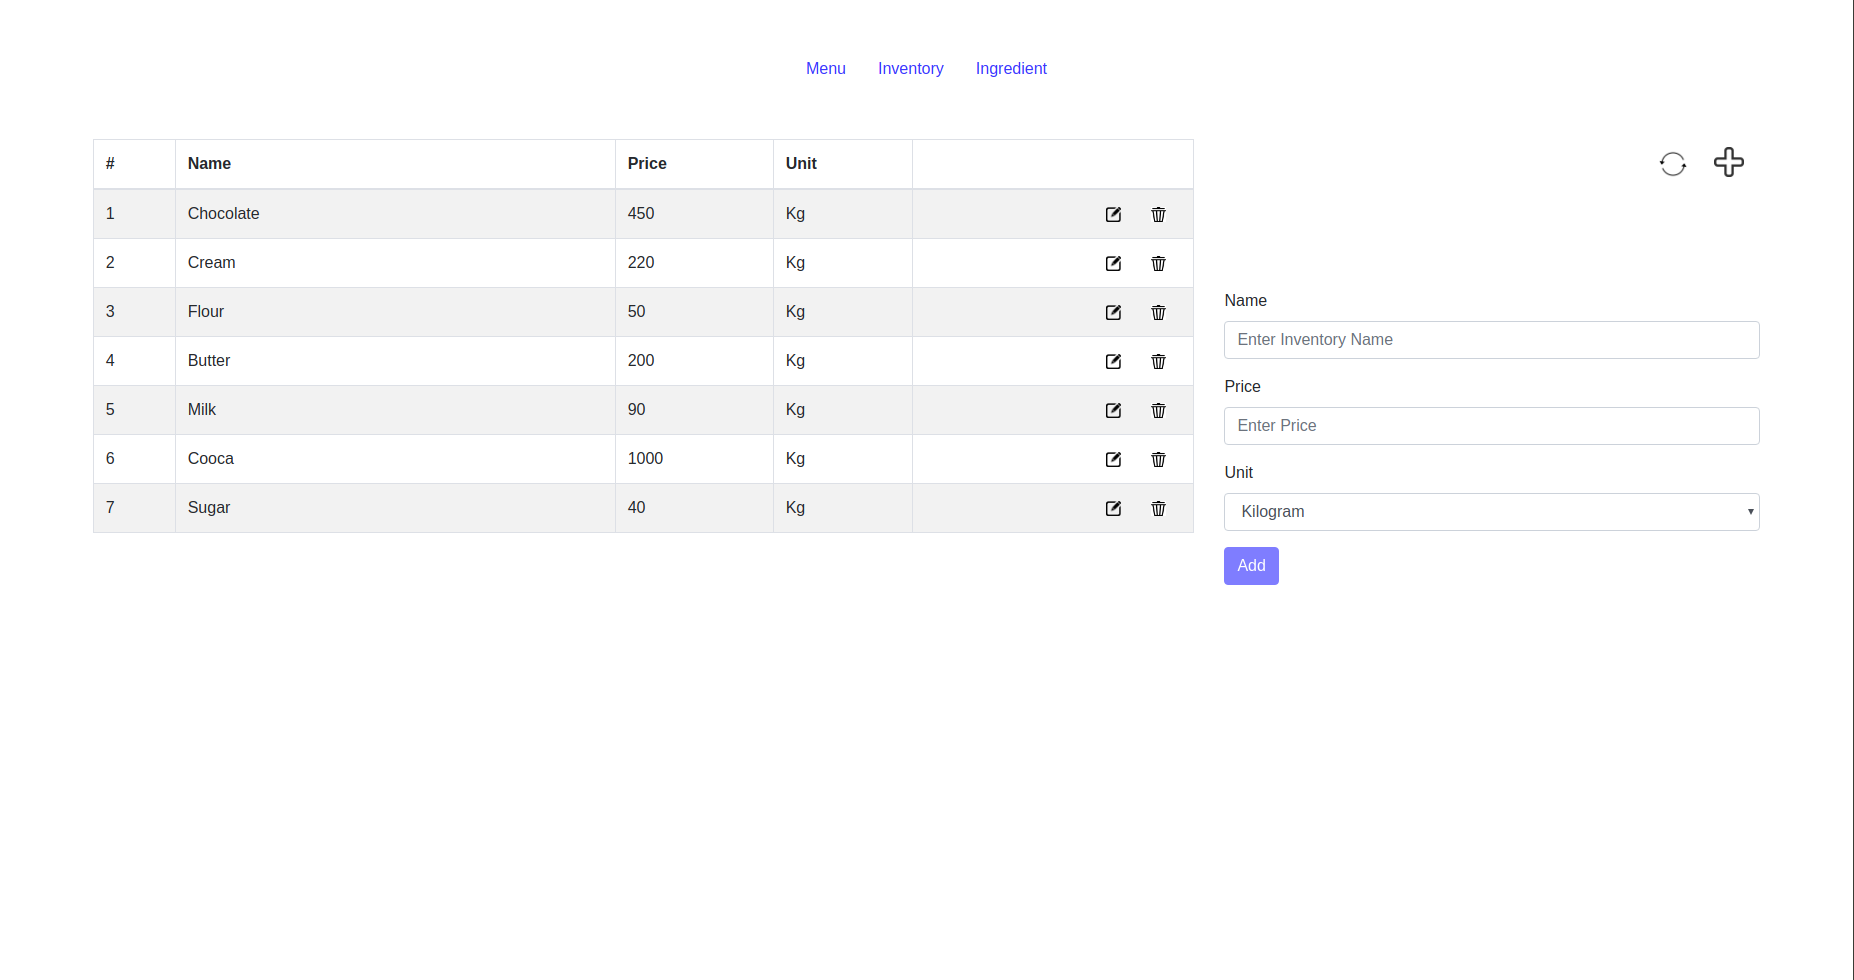 Menu Inventory Ingredient
# Name Price Unit
1 Chocolate 450 Kg
2 Cream 220 Kg
3 Flour 50 Kg
4 Butter 200 Kg
5 Milk 90 Kg
6 Cooca 1000 Kg
7 Sugar 40 Kg
Name
Enter Inventory Name
Price
Enter Price
Unit
Kilogram
Add